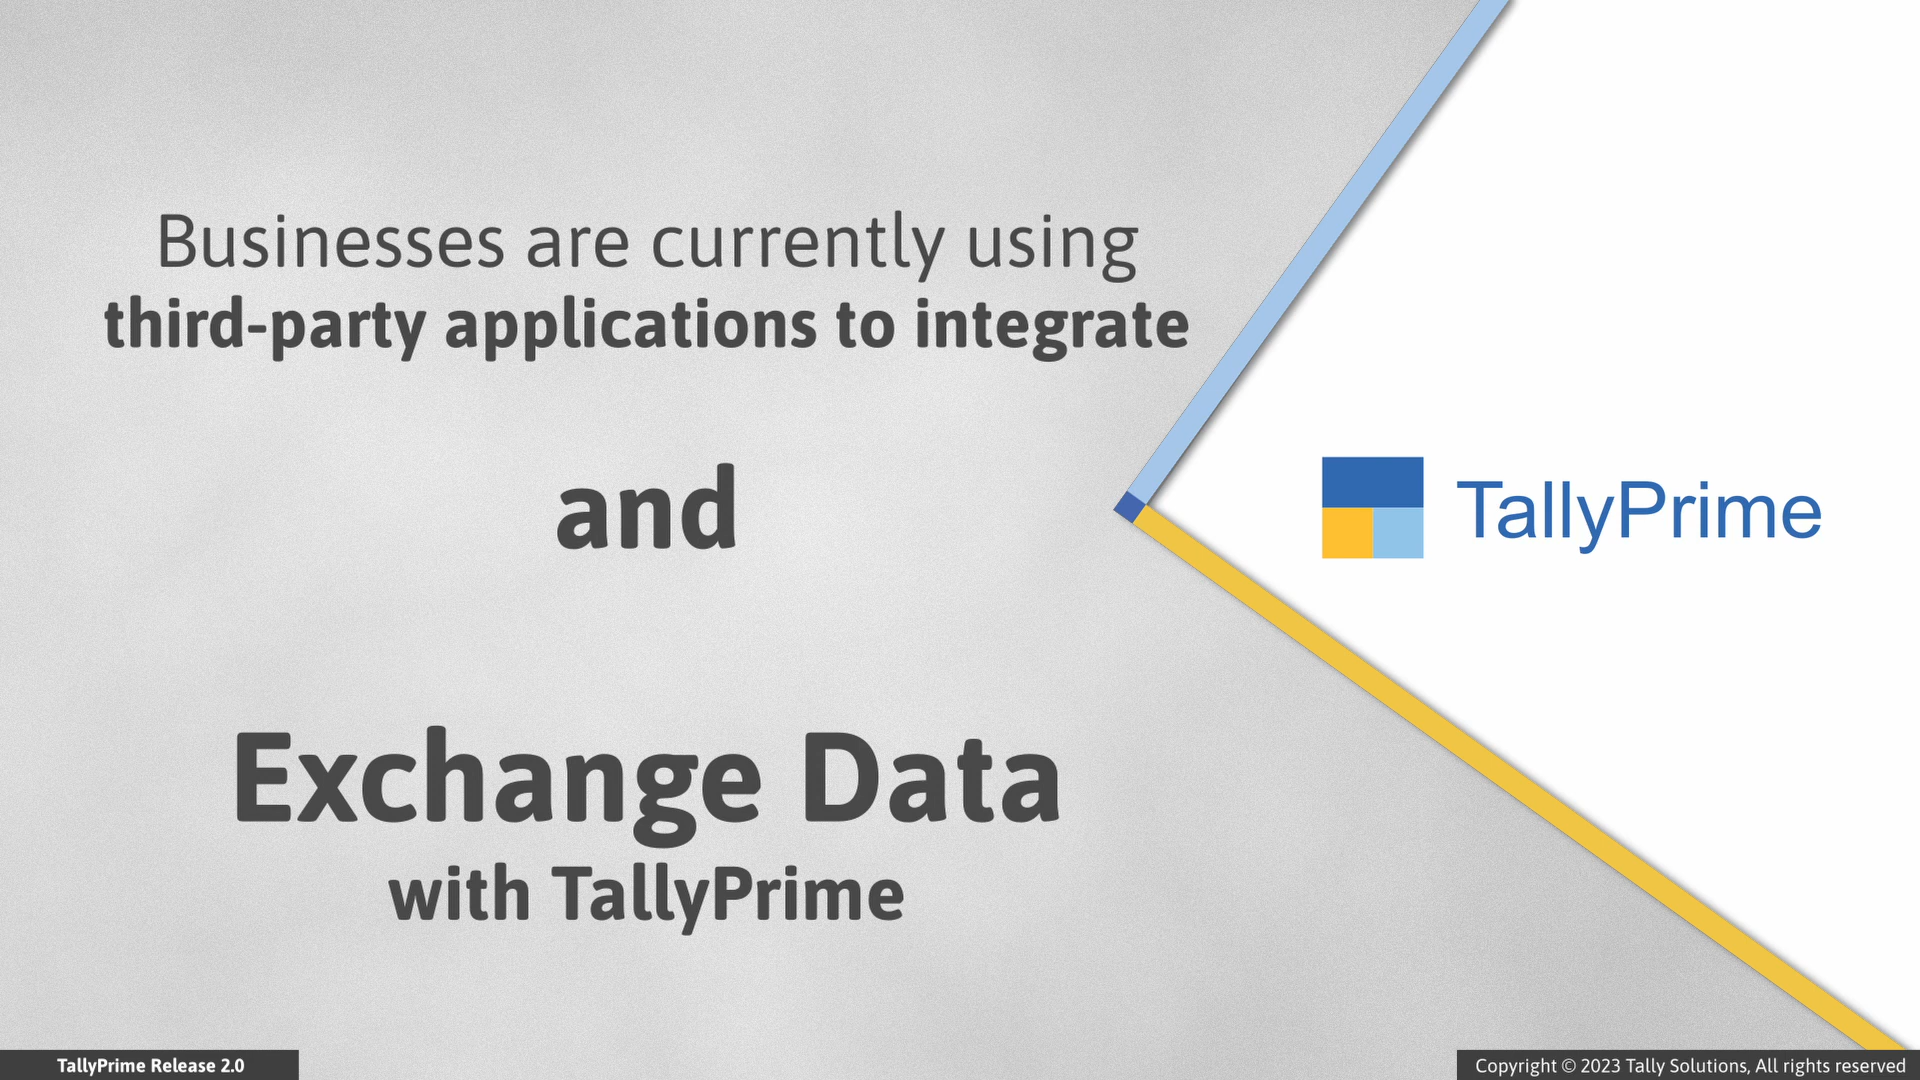 Businesses are currently using
third-party applications to integrate
and
Exchange Data
with TallyPrime
TallyPrime
TallyPrime Release 2.0
Copyright © 2023 Tally Solutions, All rights reserved